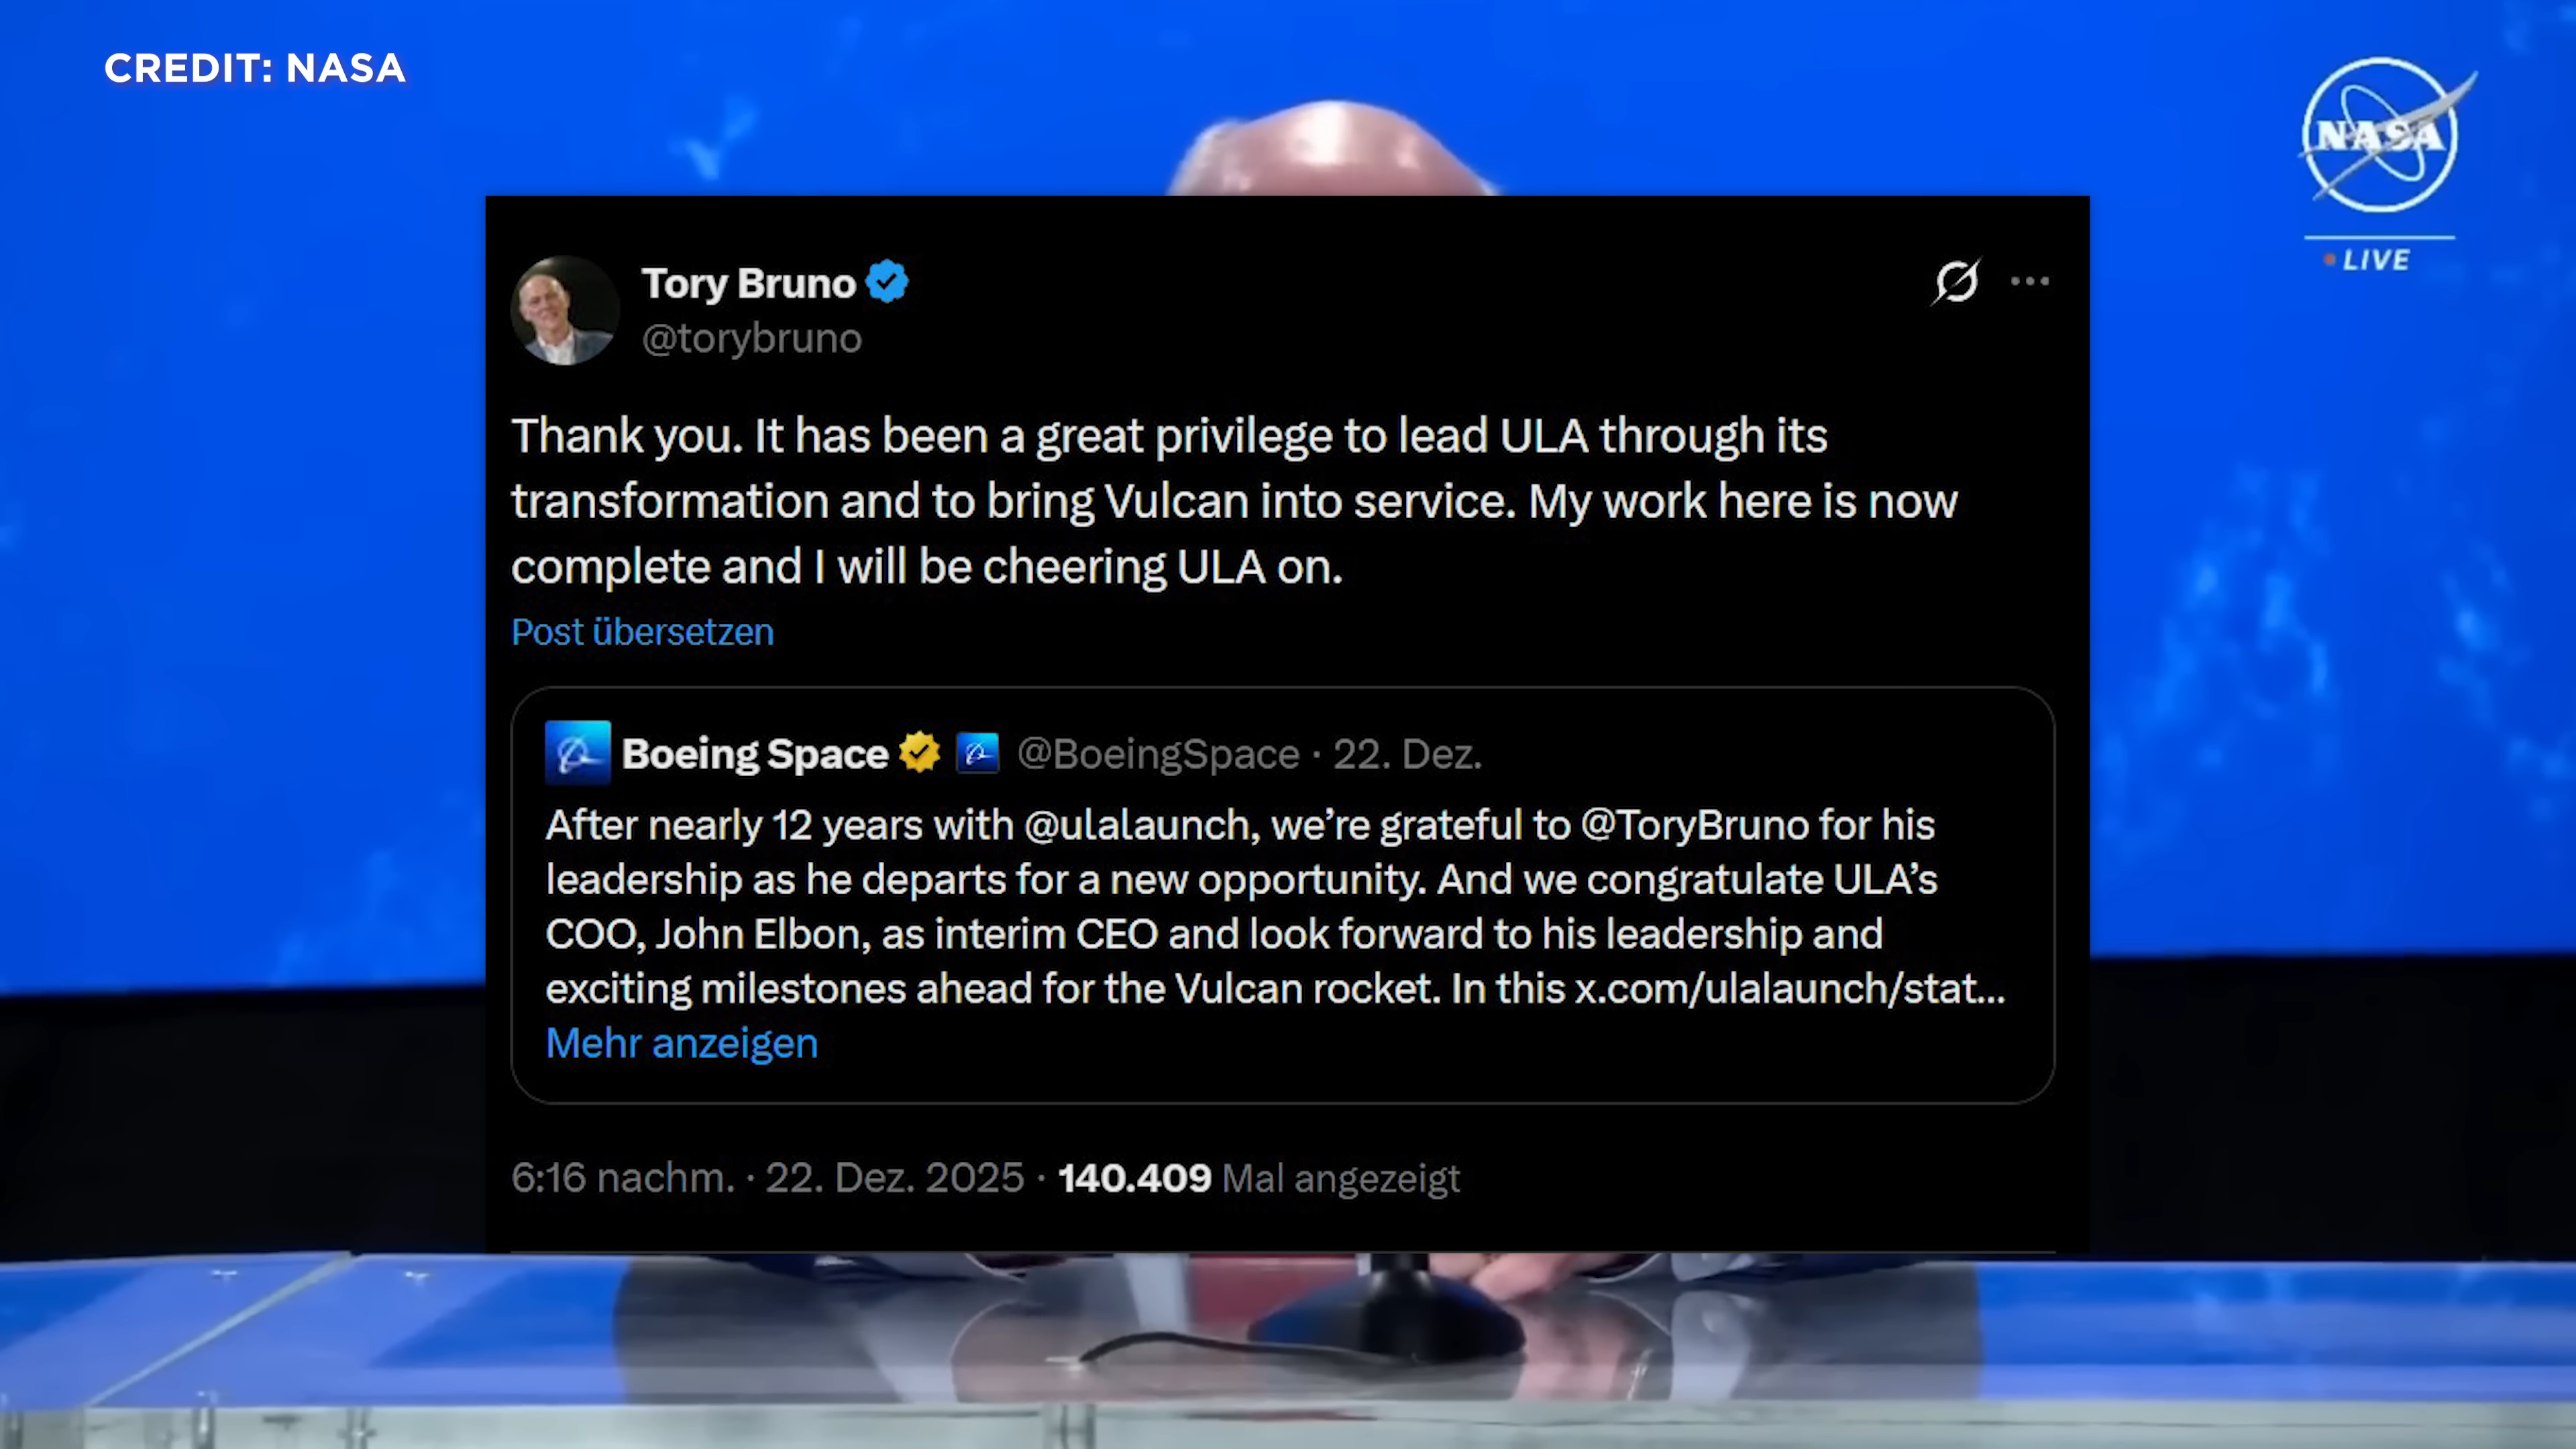 CREDIT: NASA
NASA
LIVE
Tory Bruno
@torybruno
Thank you. It has been a great privilege to lead ULA through its
transformation and to bring Vulcan into service. My work here is now
complete and I will be cheering ULA on.
Post übersetzen
Boeing Space @BoeingSpace · 22. Dez.
After nearly 12 years with @ulalaunch, we’re grateful to @ToryBruno for his
leadership as he departs for a new opportunity. And we congratulate ULA’s
COO, John Elbon, as interim CEO and look forward to his leadership and
exciting milestones ahead for the Vulcan rocket. In this x.com/ulalaunch/stat...
Mehr anzeigen
6:16 nachm. · 22. Dez. 2025 · 140.409 Mal angezeigt